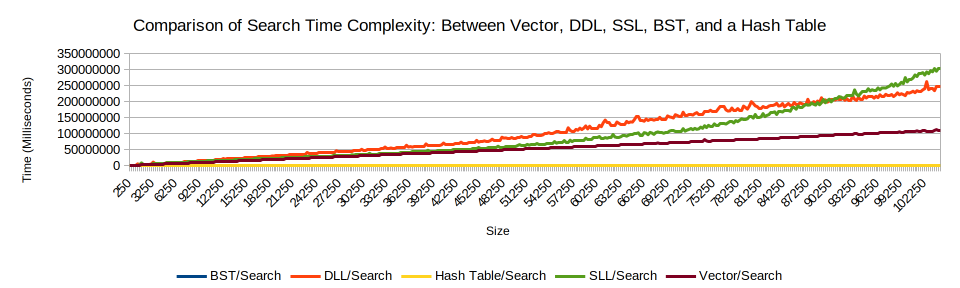 Comparison of Search Time Complexity: Between Vector, DDL, SSL, BST, and a Hash Table
Time (Milliseconds)
350000000
300000000
250000000
200000000
150000000
100000000
50000000
0
250 3250 6250 9250 12250 15250 18250 21250 24250 27250 30250 33250 36250 39250 42250 45250 48250 51250 54250 57250 60250 63250 66250 69250 72250 75250 78250 81250 84250 87250 90250 93250 96250 99250 102250
Size
BST/Search DLL/Search Hash Table/Search SLL/Search Vector/Search